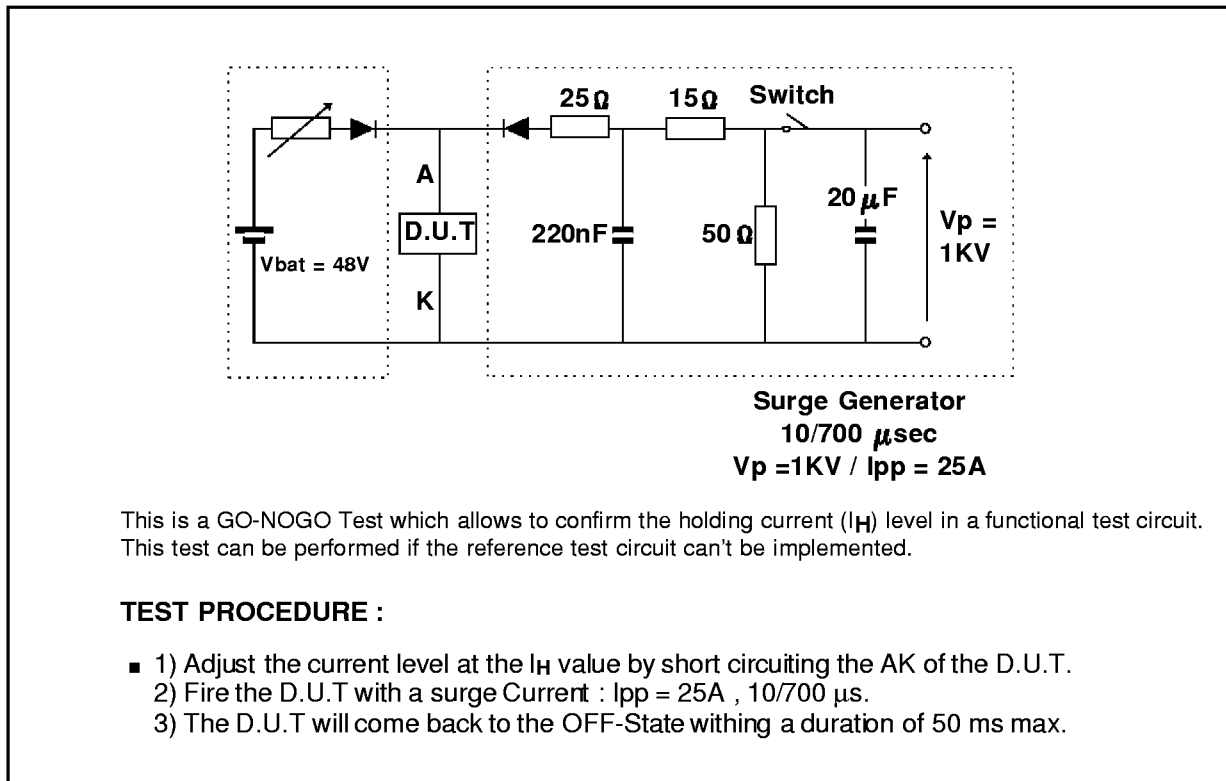 25Ω 15Ω Switch
A
D.U.T
K
Vbat = 48V
220nF
50Ω
20 µF
Vp =
1KV
Surge Generator
10/700 µsec
Vp =1KV / Ipp = 25A
This is a GO-NOGO Test which allows to confirm the holding current (IH) level in a functional test circuit.
This test can be performed if the reference test circuit can't be implemented.
TEST PROCEDURE :
■ 1) Adjust the current level at the IH value by short circuiting the AK of the D.U.T.
2) Fire the D.U.T with a surge Current : Ipp = 25A , 10/700 µs.
3) The D.U.T will come back to the OFF-State withing a duration of 50 ms max.